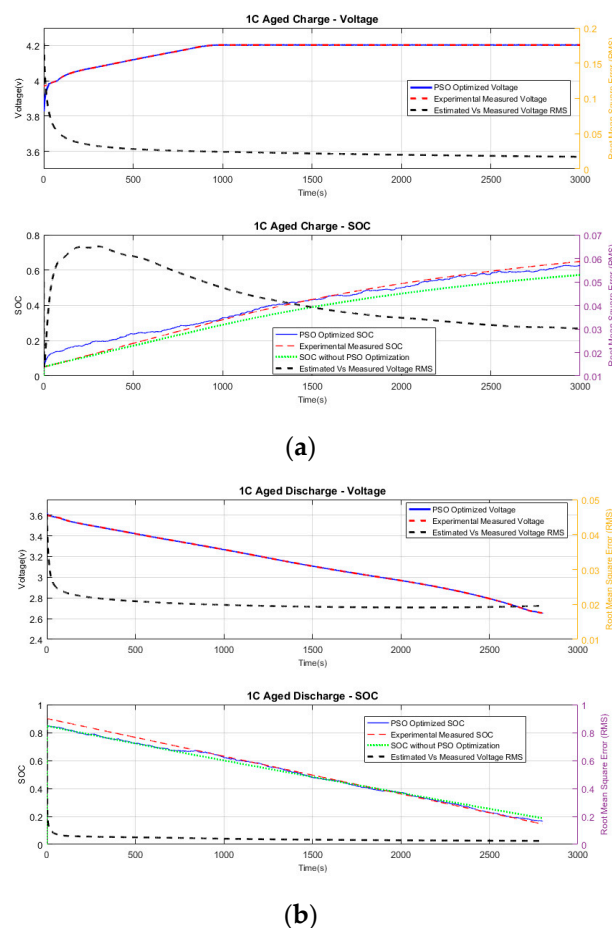 1C Aged Charge - Voltage
4.2
4
3.8
3.6
Voltage(v)
0.2
0.15
0.1
0.05
0
Root Mean Square Error (RMS)
PSO Optimized Voltage
Experimental Measured Voltage
Estimated Vs Measured Voltage RMS
0 500 1000 1500 2000 2500 3000
Time(s)
1C Aged Charge - SOC
0.8
0.6
0.4
0.2
0
SOC
0.07
0.06
0.05
0.04
0.03
0.02
0.01
Root Mean Square Error (RMS)
PSO Optimized SOC
Experimental Measured SOC
SOC without PSO Optimization
Estimated Vs Measured Voltage RMS
0 500 1000 1500 2000 2500 3000
Time(s)
(a)
1C Aged Discharge - Voltage
3.6
3.4
3.2
3
2.8
2.6
2.4
Voltage(v)
0.05
0.04
0.03
0.02
0.01
Root Mean Square Error (RMS)
PSO Optimized Voltage
Experimental Measured Voltage
Estimated Vs Measured Voltage RMS
0 500 1000 1500 2000 2500 3000
Time(s)
1C Aged Discharge - SOC
1
0.8
0.6
0.4
0.2
0
SOC
1
0.8
0.6
0.4
0.2
0
Root Mean Square Error (RMS)
PSO Optimized SOC
Experimental Measured SOC
SOC without PSO Optimization
Estimated Vs Measured Voltage RMS
0 500 1000 1500 2000 2500 3000
Time(s)
(b)